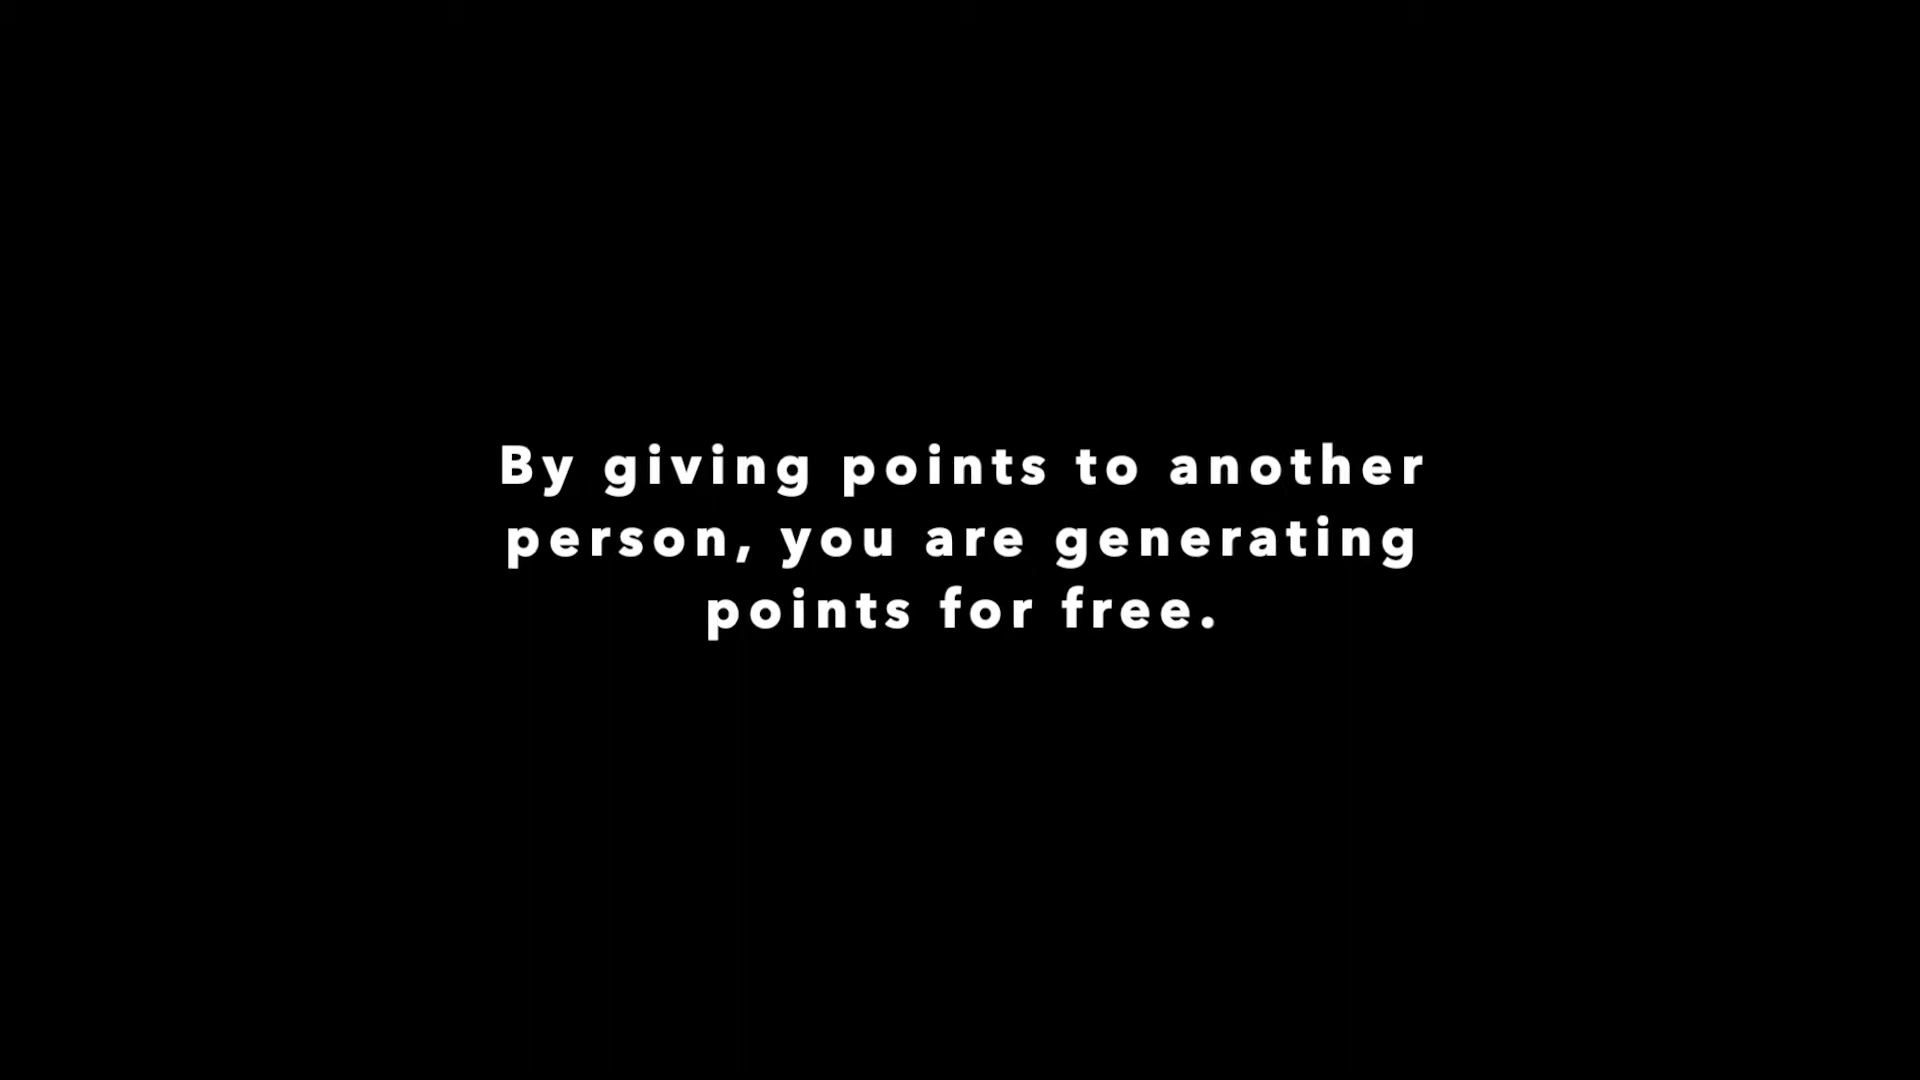 By giving points to another
person, you are generating
points for free.